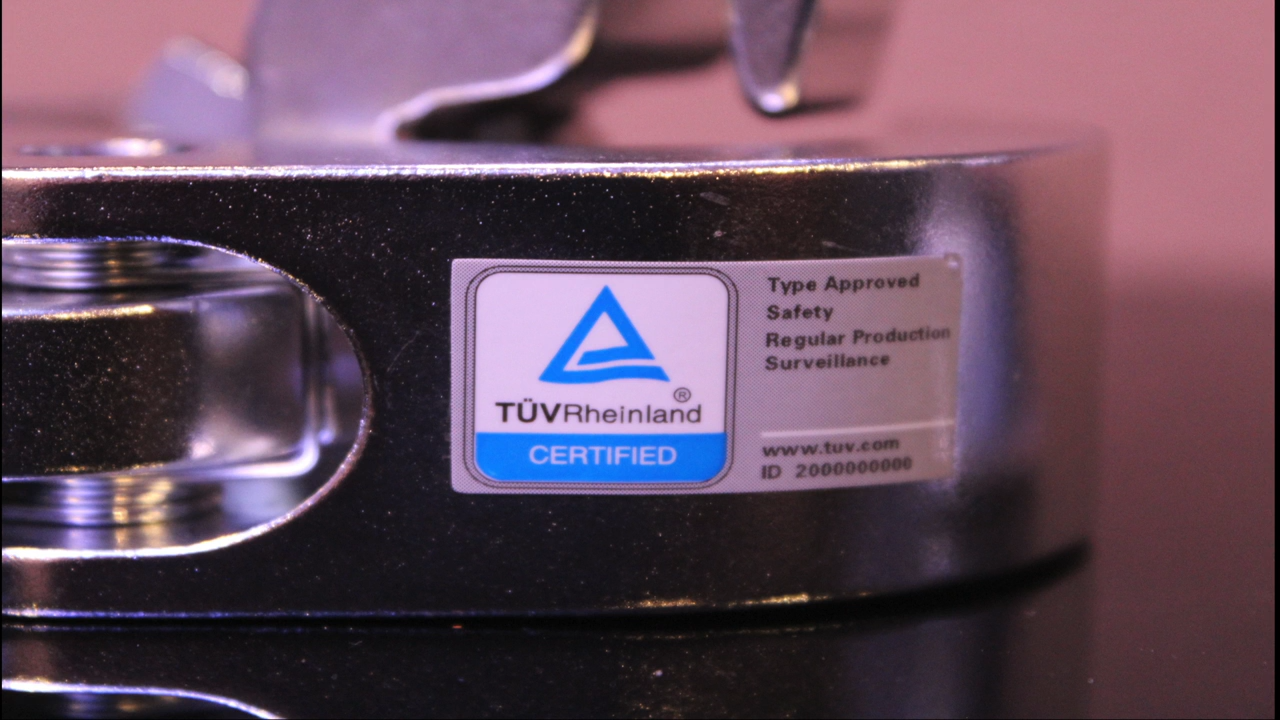 TÜVRheinland®
CERTIFIED
Type Approved
Safety
Regular Production
Surveillance
www.tuv.com
ID 2000000000